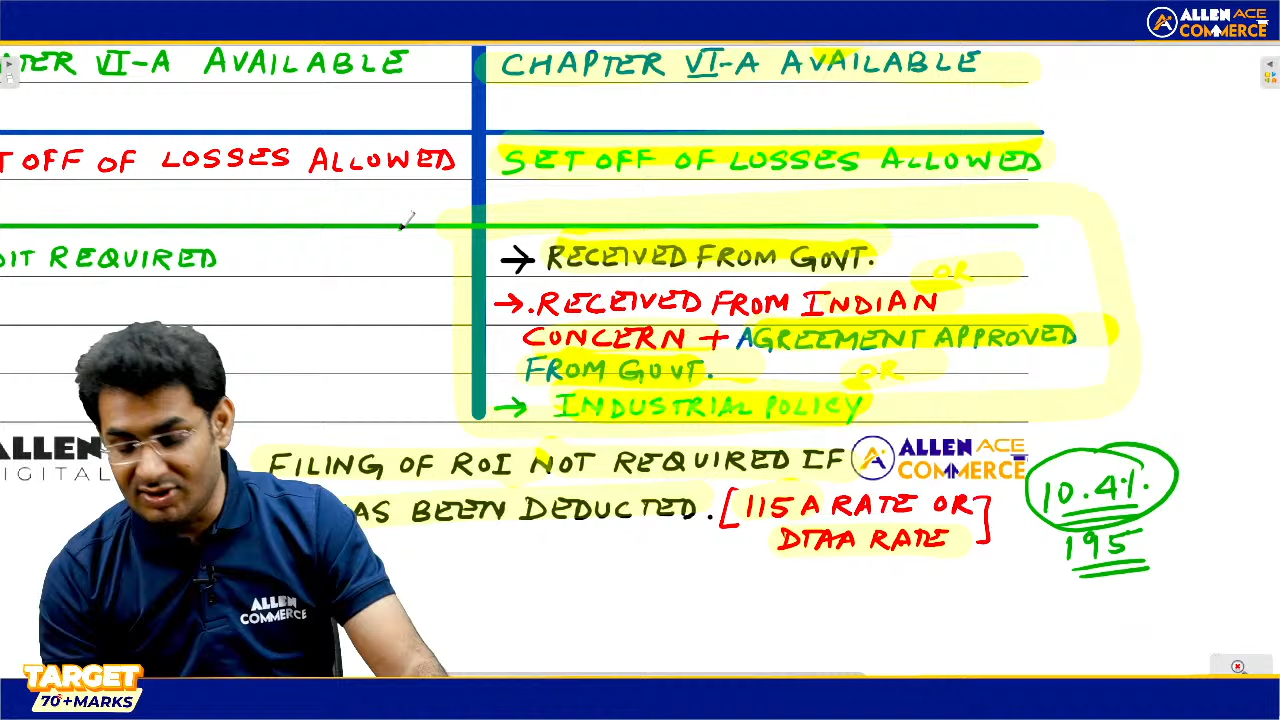 ALLEN ACE
COMMERCE
TER VI-A AVAILABLE
CHAPTER VI-A AVAILABLE
T OFF OF LOSSES ALLOWED
SET OFF OF LOSSES ALLOWED
DIT REQUIRED
→ RECEIVED FROM GOVT.
OR
→ .RECEIVED FROM INDIAN
CONCERN + AGREEMENT APPROVED
FROM GOVT.
OR
→ INDUSTRIAL POLICY
ALLEN
DIGITAL
FILING OF ROI NOT REQUIRED IF
ALLEN ACE
COMMERCE
AS BEEN DEDUCTED. [115A RATE OR
DTAA RATE]
10.4%
195
ALLEN
COMMERCE
TARGET
70+MARKS